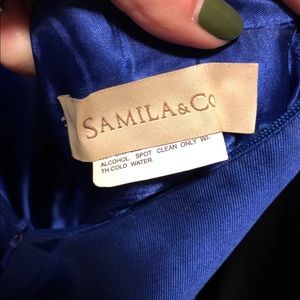 SAMILA&CO
ALCOHOL. SPOT CLEAN ONLY WI-
TH COLD WATER.